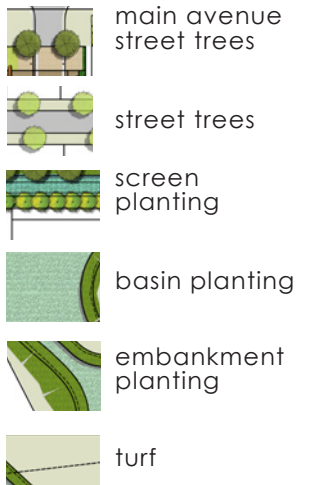 main avenue
street trees
street trees
screen
planting
basin planting
embankment
planting
turf